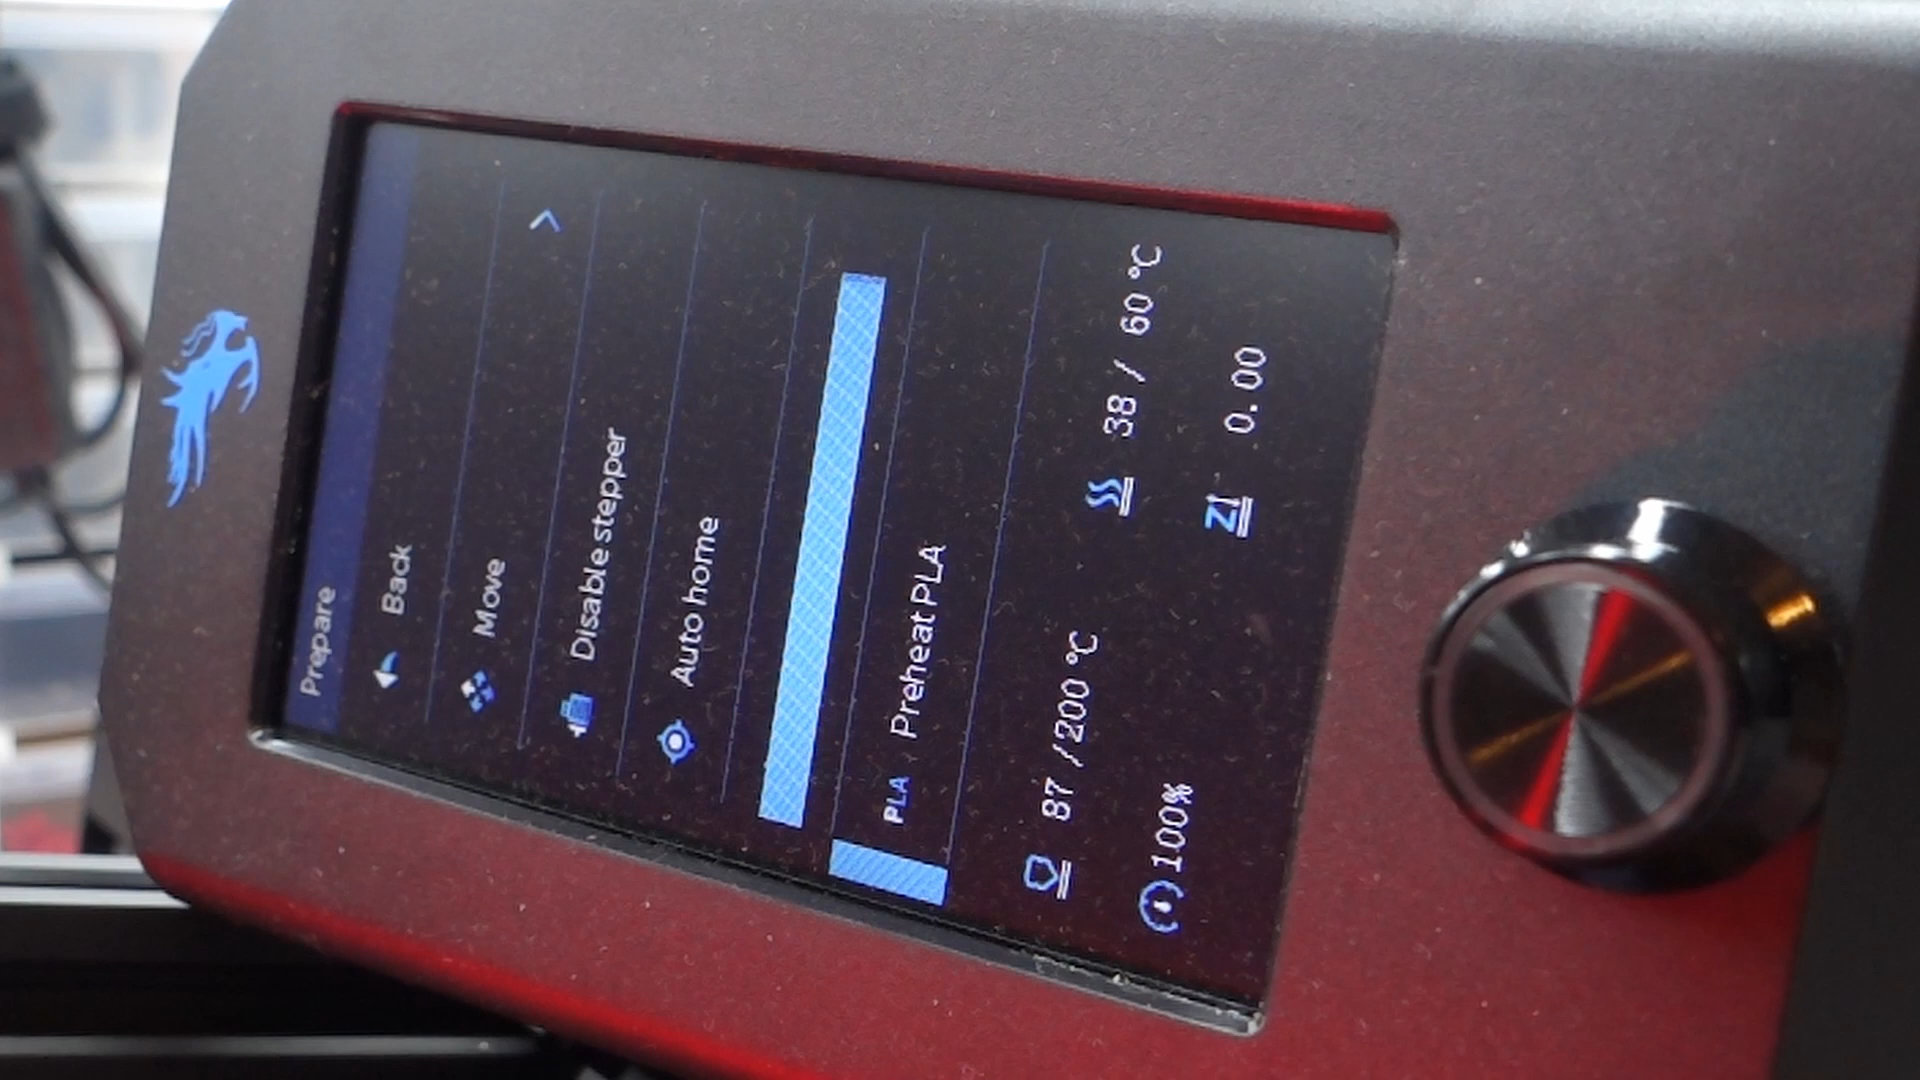 Prepare
Back
Move
Disable stepper
Auto home
PLA Preheat PLA
87 / 200 ℃ 38 / 60 ℃
100% Z 0.00